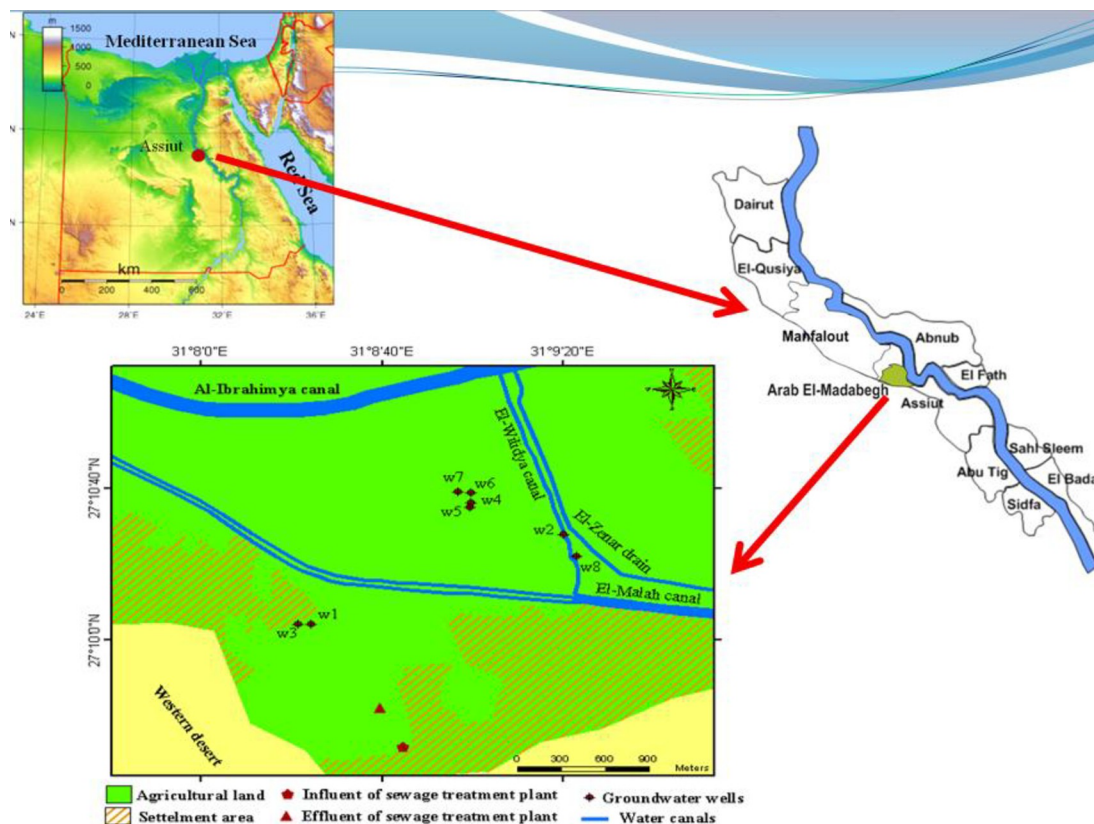 m
1500
1000
500
0
Mediterranean Sea
Assiut
Red Sea
km
0 200 400 600
24°E 28°E 32°E 36°E
Dairut
El-Qusiya
Manfalout
Abnub
El Fath
Arab El-Madabegh
Assiut
Sahl Sleem
Abu Tig
El Bada
Sidfa
31°8'0"E 31°8'40"E 31°9'20"E
27°10'40"N
27°10'0"N
Al-Ibrahimya canal
El-Wilidya canal
w7 w6
w4
w5
w2
El-Zenar drain
w8
El-Malah canal
w1
w3
Western desert
0 300 600 900
Meters
Agricultural land
Influent of sewage treatment plant
Groundwater wells
Settelment area
Effluent of sewage treatment plant
Water canals